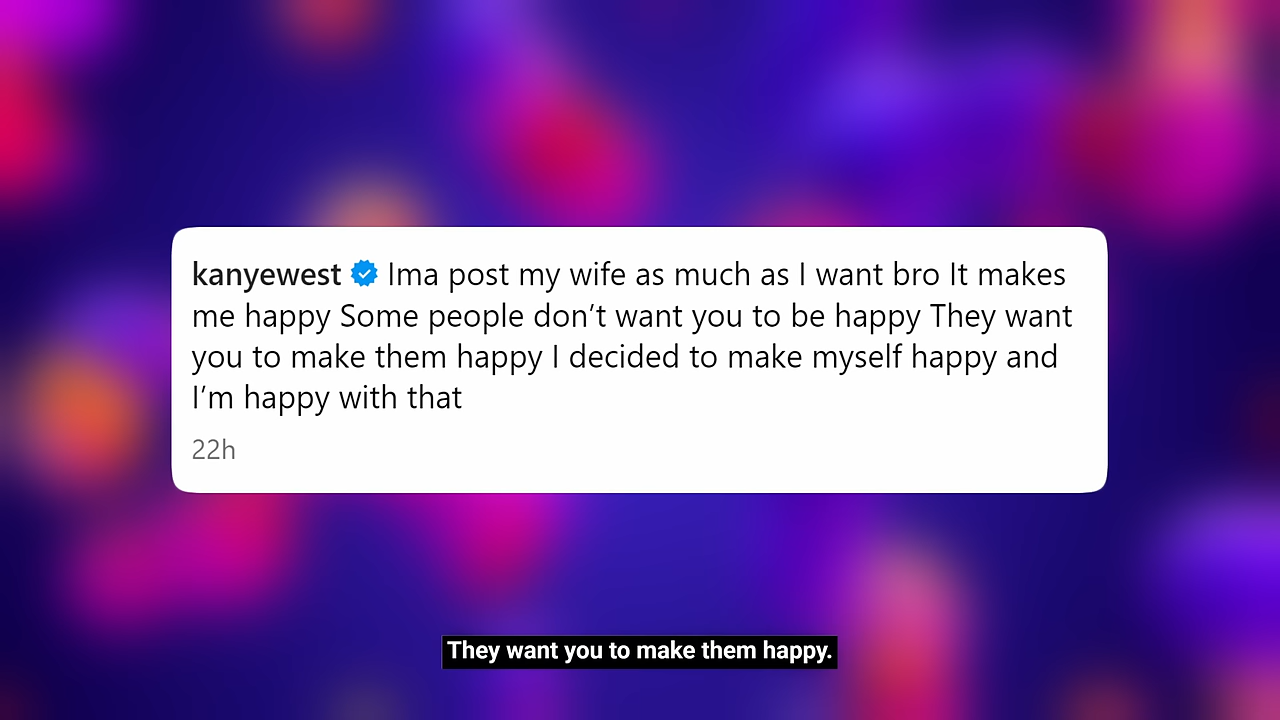 kanyewest Ima post my wife as much as I want bro It makes
me happy Some people don’t want you to be happy They want
you to make them happy I decided to make myself happy and
I’m happy with that
22h
They want you to make them happy.